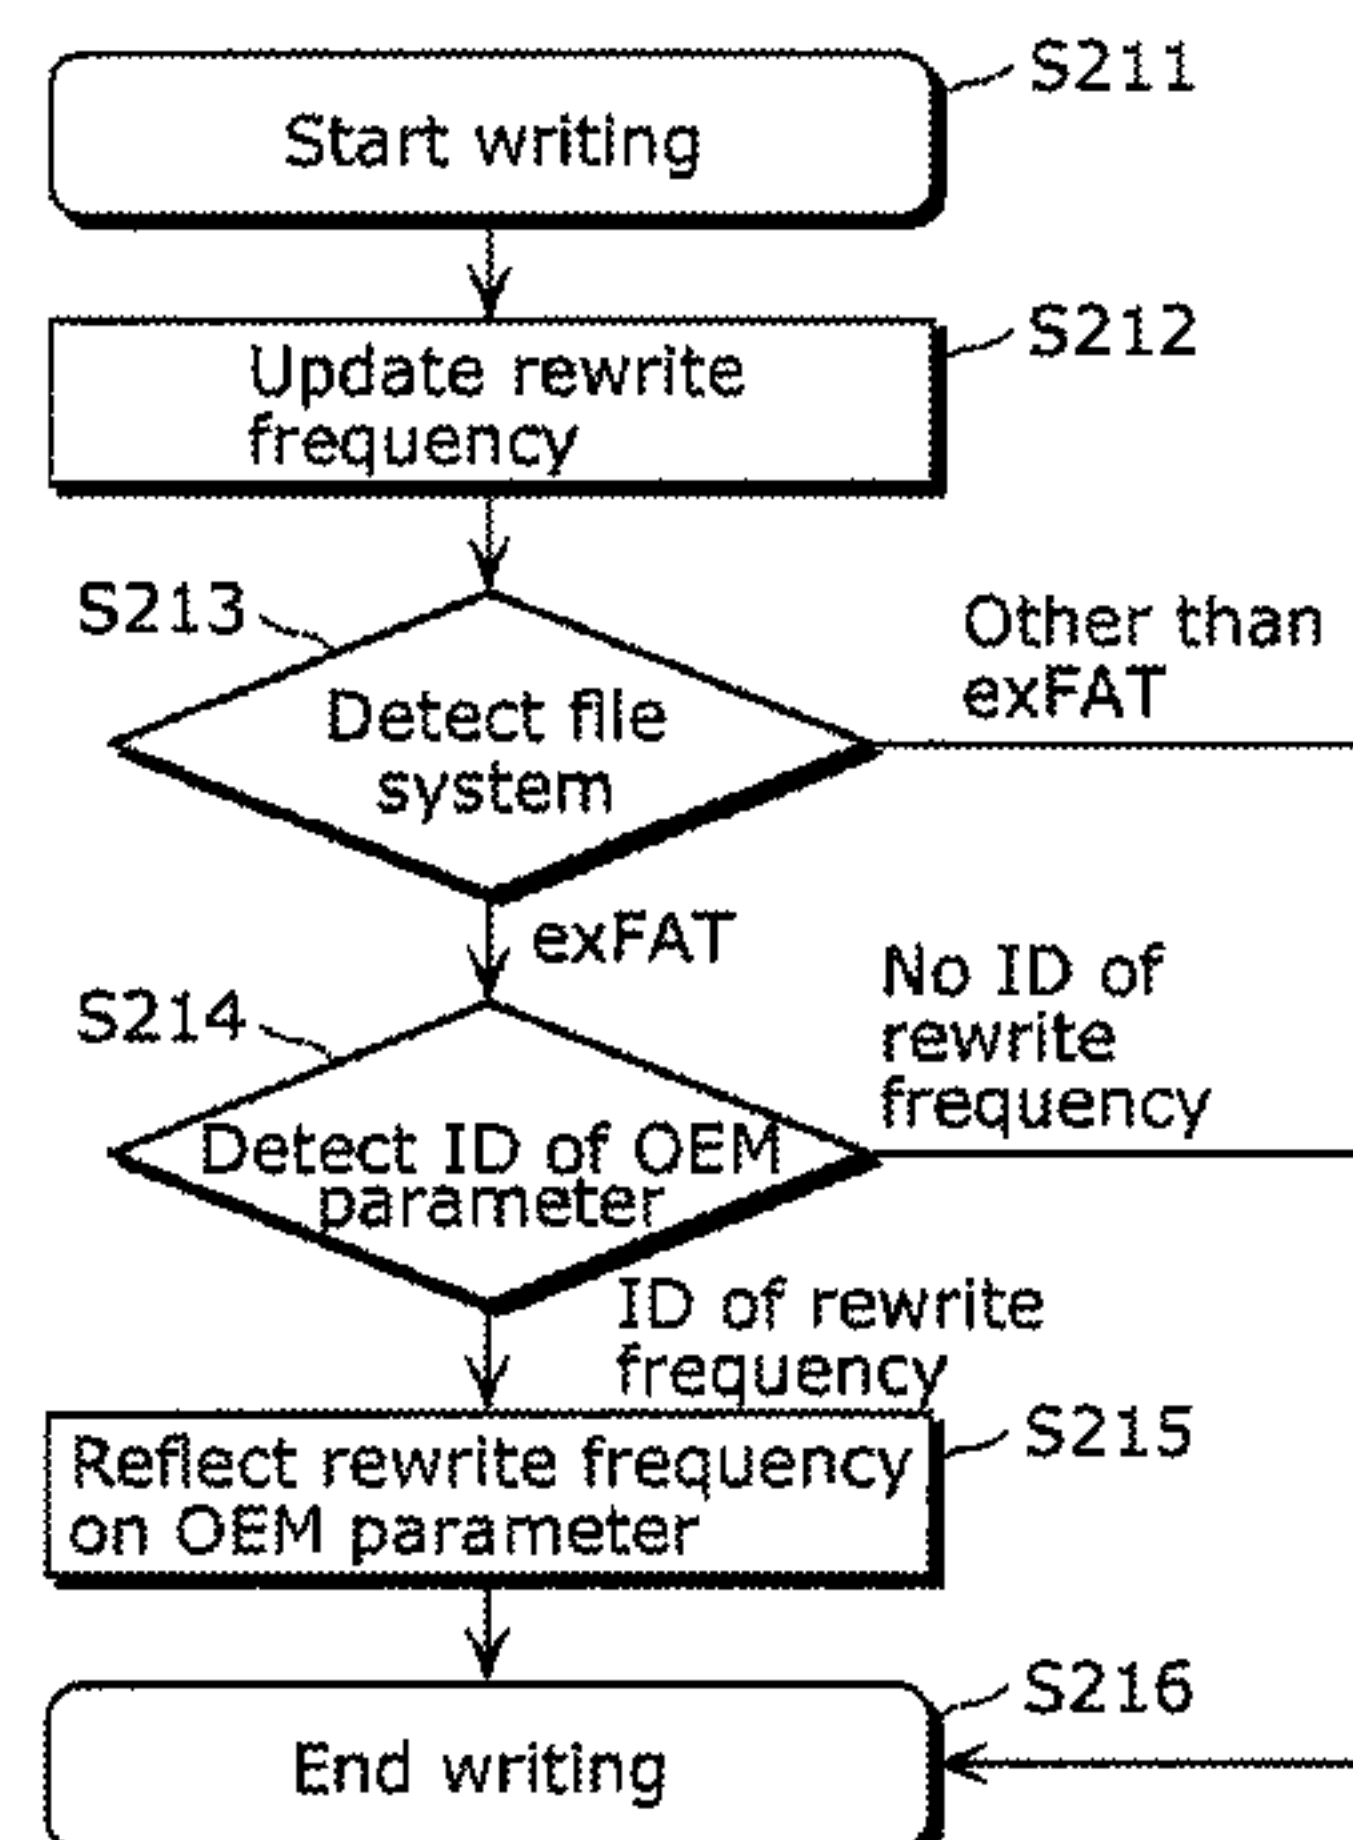 S211
Start writing
S212
Update rewrite
frequency
S213
Other than
exFAT
Detect file
system
exFAT
No ID of
rewrite
frequency
S214
Detect ID of OEM
parameter
ID of rewrite
frequency
S215
Reflect rewrite frequency
on OEM parameter
S216
End writing